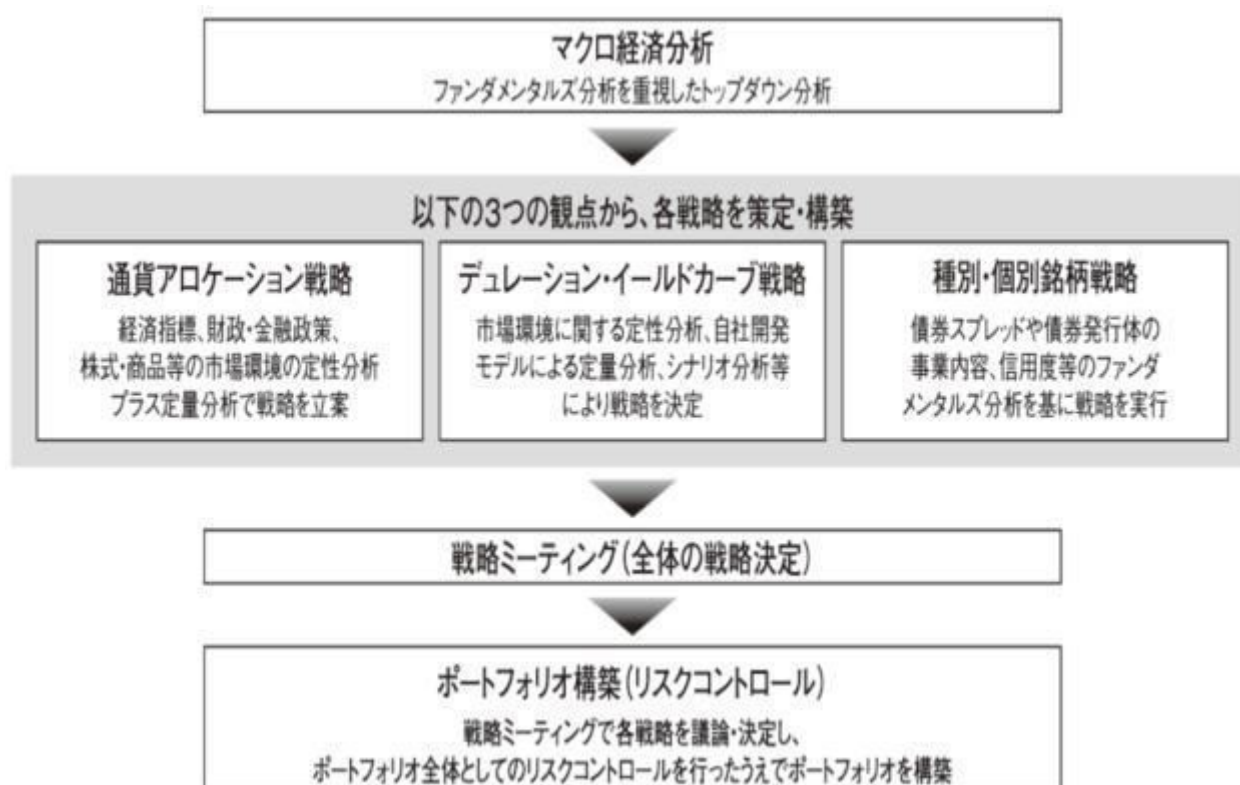 マクロ経済分析
ファンダメンタルズ分析を重視したトップダウン分析
以下の3つの観点から、各戦略を策定・構築
通貨アロケーション戦略
経済指標、財政・金融政策、
株式・商品等の市場環境の定性分析
プラス定量分析で戦略を立案
デュレーション・イールドカーブ戦略
市場環境に関する定性分析、自社開発
モデルによる定量分析、シナリオ分析等
により戦略を決定
種別・個別銘柄戦略
債券スプレッドや債券発行体の
事業内容、信用度等のファンダ
メンタルズ分析を基に戦略を実行
戦略ミーティング(全体の戦略決定)
ポートフォリオ構築(リスクコントロール)
戦略ミーティングで各戦略を議論・決定し、
ポートフォリオ全体としてのリスクコントロールを行ったうえでポートフォリオを構築